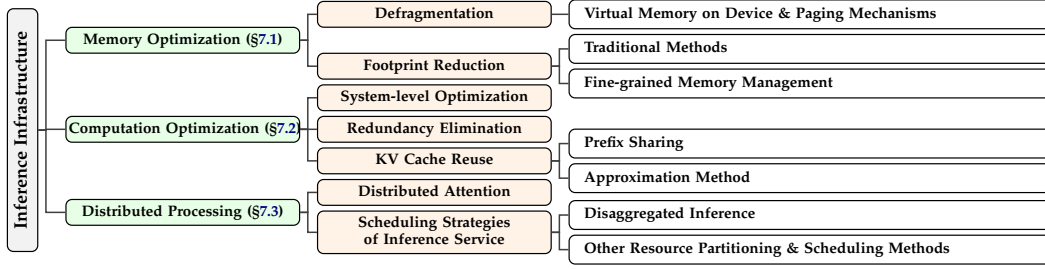 Inference Infrastructure
Memory Optimization (§7.1)
Defragmentation
Virtual Memory on Device & Paging Mechanisms
Footprint Reduction
Traditional Methods
Fine-grained Memory Management
Computation Optimization (§7.2)
System-level Optimization
Redundancy Elimination
KV Cache Reuse
Prefix Sharing
Approximation Method
Distributed Processing (§7.3)
Distributed Attention
Scheduling Strategies
of Inference Service
Disaggregated Inference
Other Resource Partitioning & Scheduling Methods